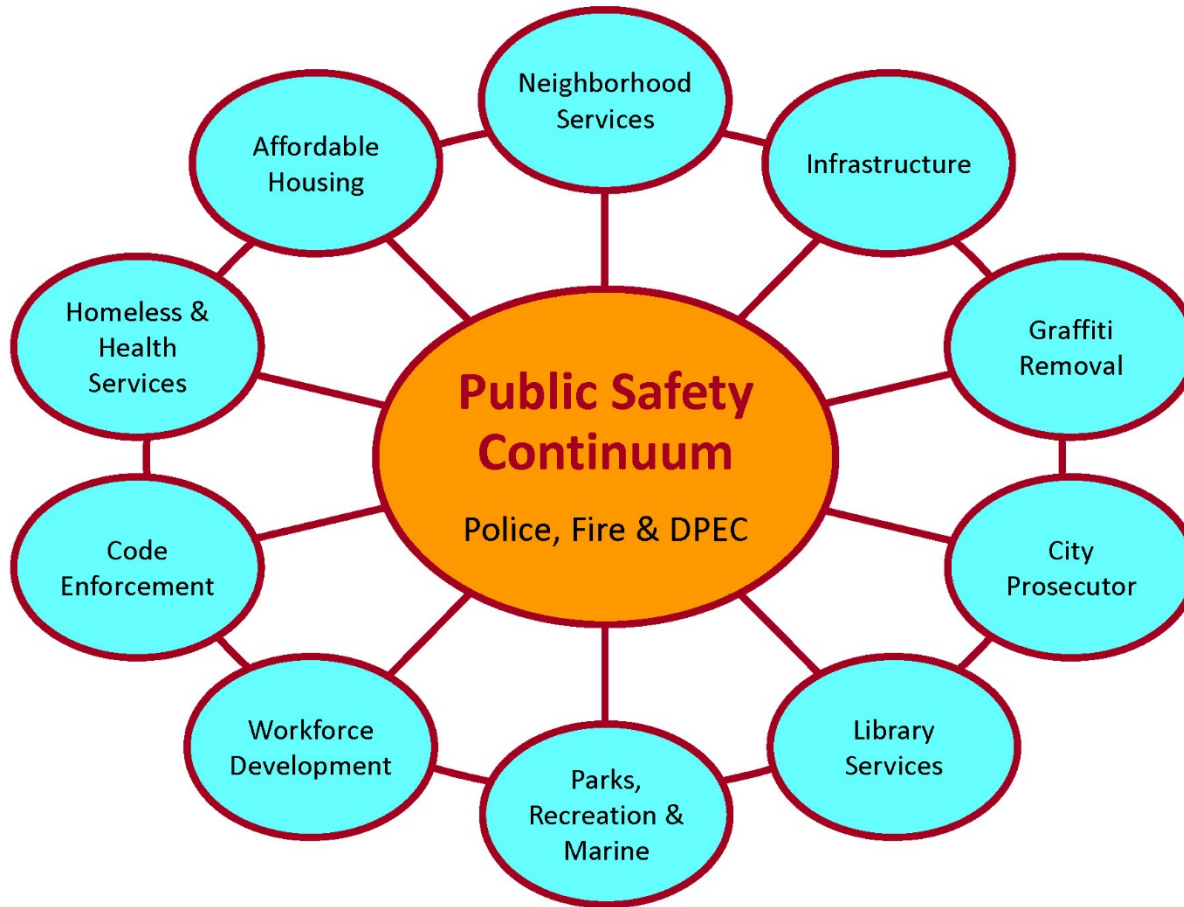 Neighborhood
Services
Affordable
Housing
Infrastructure
Homeless &
Health
Services
Graffiti
Removal
Public Safety
Continuum
Police, Fire & DPEC
Code
Enforcement
City
Prosecutor
Workforce
Development
Library
Services
Parks,
Recreation &
Marine